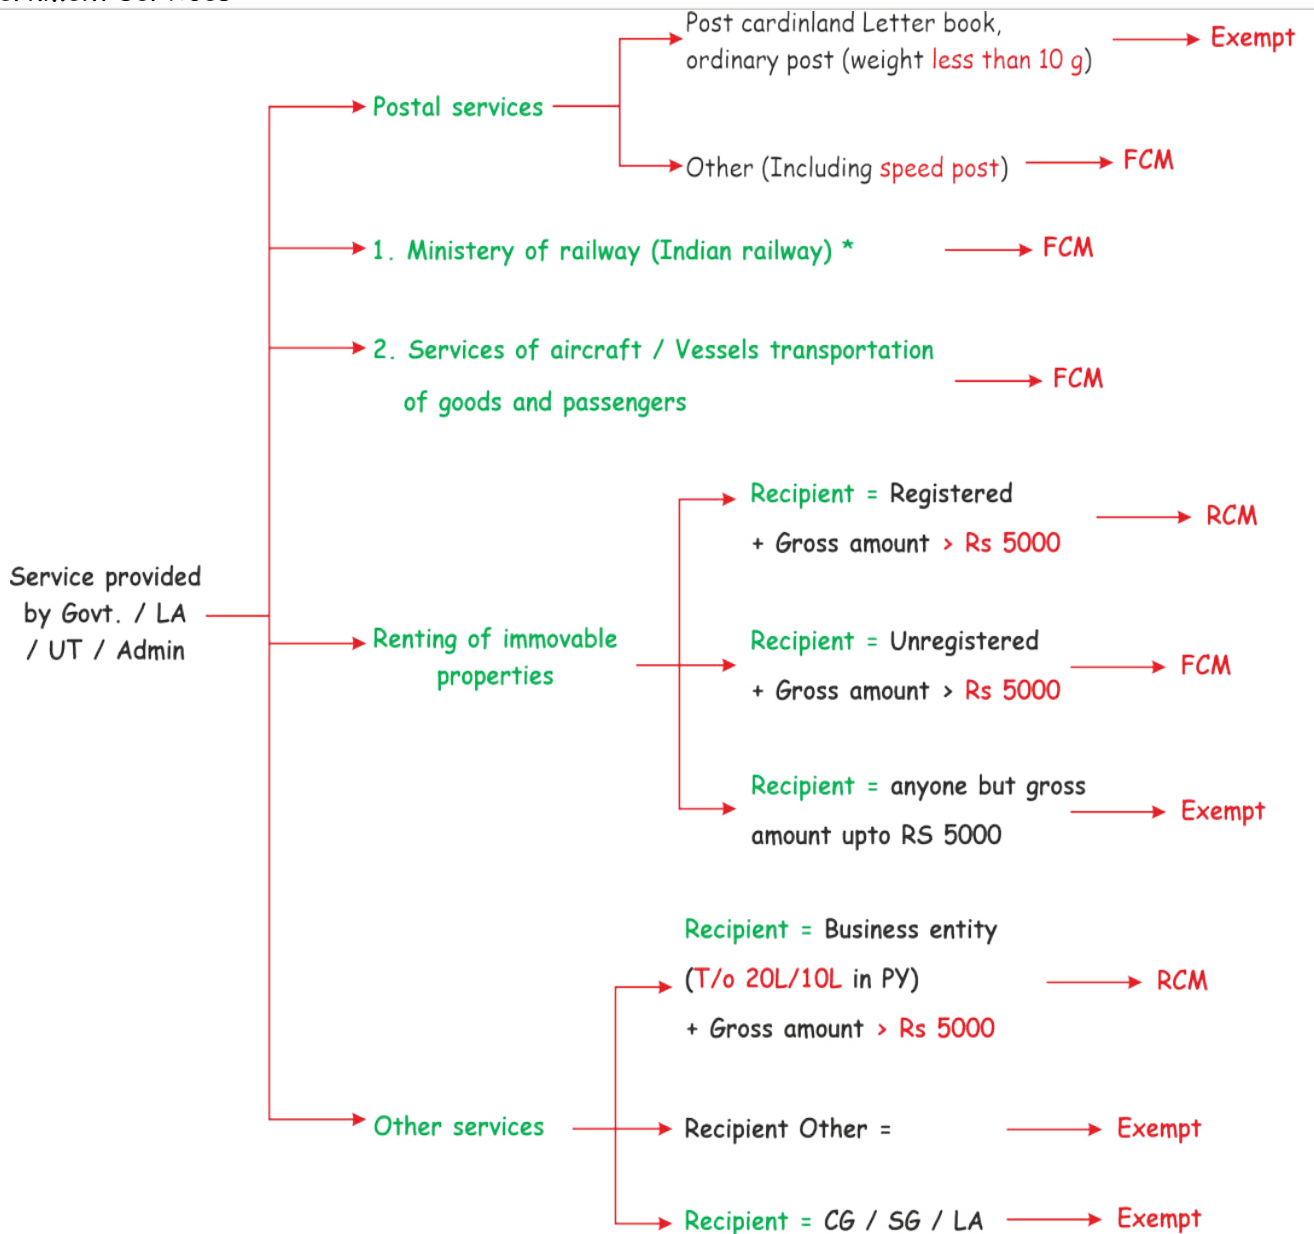 Post cardinland Letter book,
ordinary post (weight less than 10 g)
Exempt
Postal services
Other (Including speed post)
FCM
1. Ministery of railway (Indian railway) *
FCM
2. Services of aircraft / Vessels transportation
of goods and passengers
FCM
Service provided
by Govt. / LA
/ UT / Admin
Renting of immovable
properties
Recipient = Registered
+ Gross amount > Rs 5000
RCM
Recipient = Unregistered
+ Gross amount > Rs 5000
FCM
Recipient = anyone but gross
amount upto RS 5000
Exempt
Other services
Recipient = Business entity
(T/o 20L/10L in PY)
+ Gross amount > Rs 5000
RCM
Recipient Other =
Exempt
Recipient = CG / SG / LA
Exempt